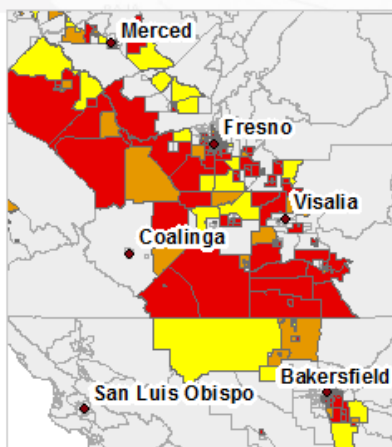 Merced
Fresno
Visalia
Coalinga
Bakersfield
San Luis Obispo